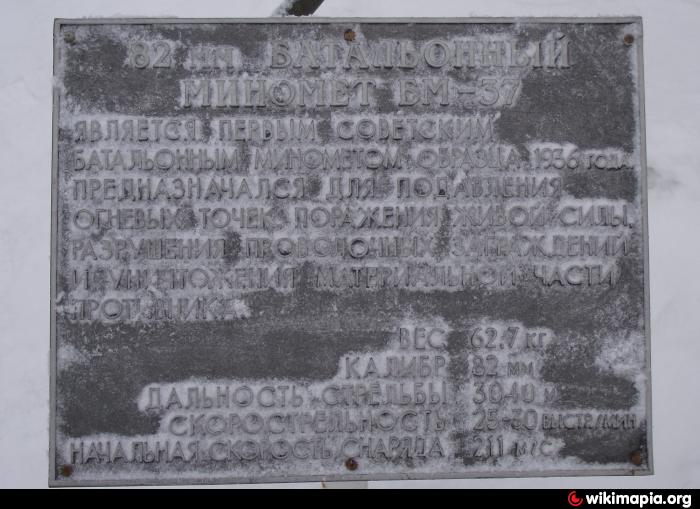 82 мм БАТАЛЬОННЫЙ
МИНОМЕТ БМ-37
ЯВЛЯЕТСЯ ПЕРВЫМ СОВЕТСКИМ
БАТАЛЬОННЫМ МИНОМЕТОМ ОБРАЗЦА 1936 ГОДА.
ПРЕДНАЗНАЧАЛСЯ ДЛЯ ПОДАВЛЕНИЯ
ОГНЕВЫХ ТОЧЕК, ПОРАЖЕНИЯ ЖИВОЙ СИЛЫ,
РАЗРУШЕНИЯ ПРОВОЛОЧНЫХ ЗАГРАЖДЕНИЙ
И УНИЧТОЖЕНИЯ МАТЕРИАЛЬНОЙ ЧАСТИ
ПРОТИВНИКА.
ВЕС 62.7 кг
КАЛИБР 82 мм
ДАЛЬНОСТЬ СТРЕЛЬБЫ 3040 м
СКОРОСТРЕЛЬНОСТЬ 25-30 ВЫСТР/МИН
НАЧАЛЬНАЯ СКОРОСТЬ СНАРЯДА 211 М/С
wikimapia.org